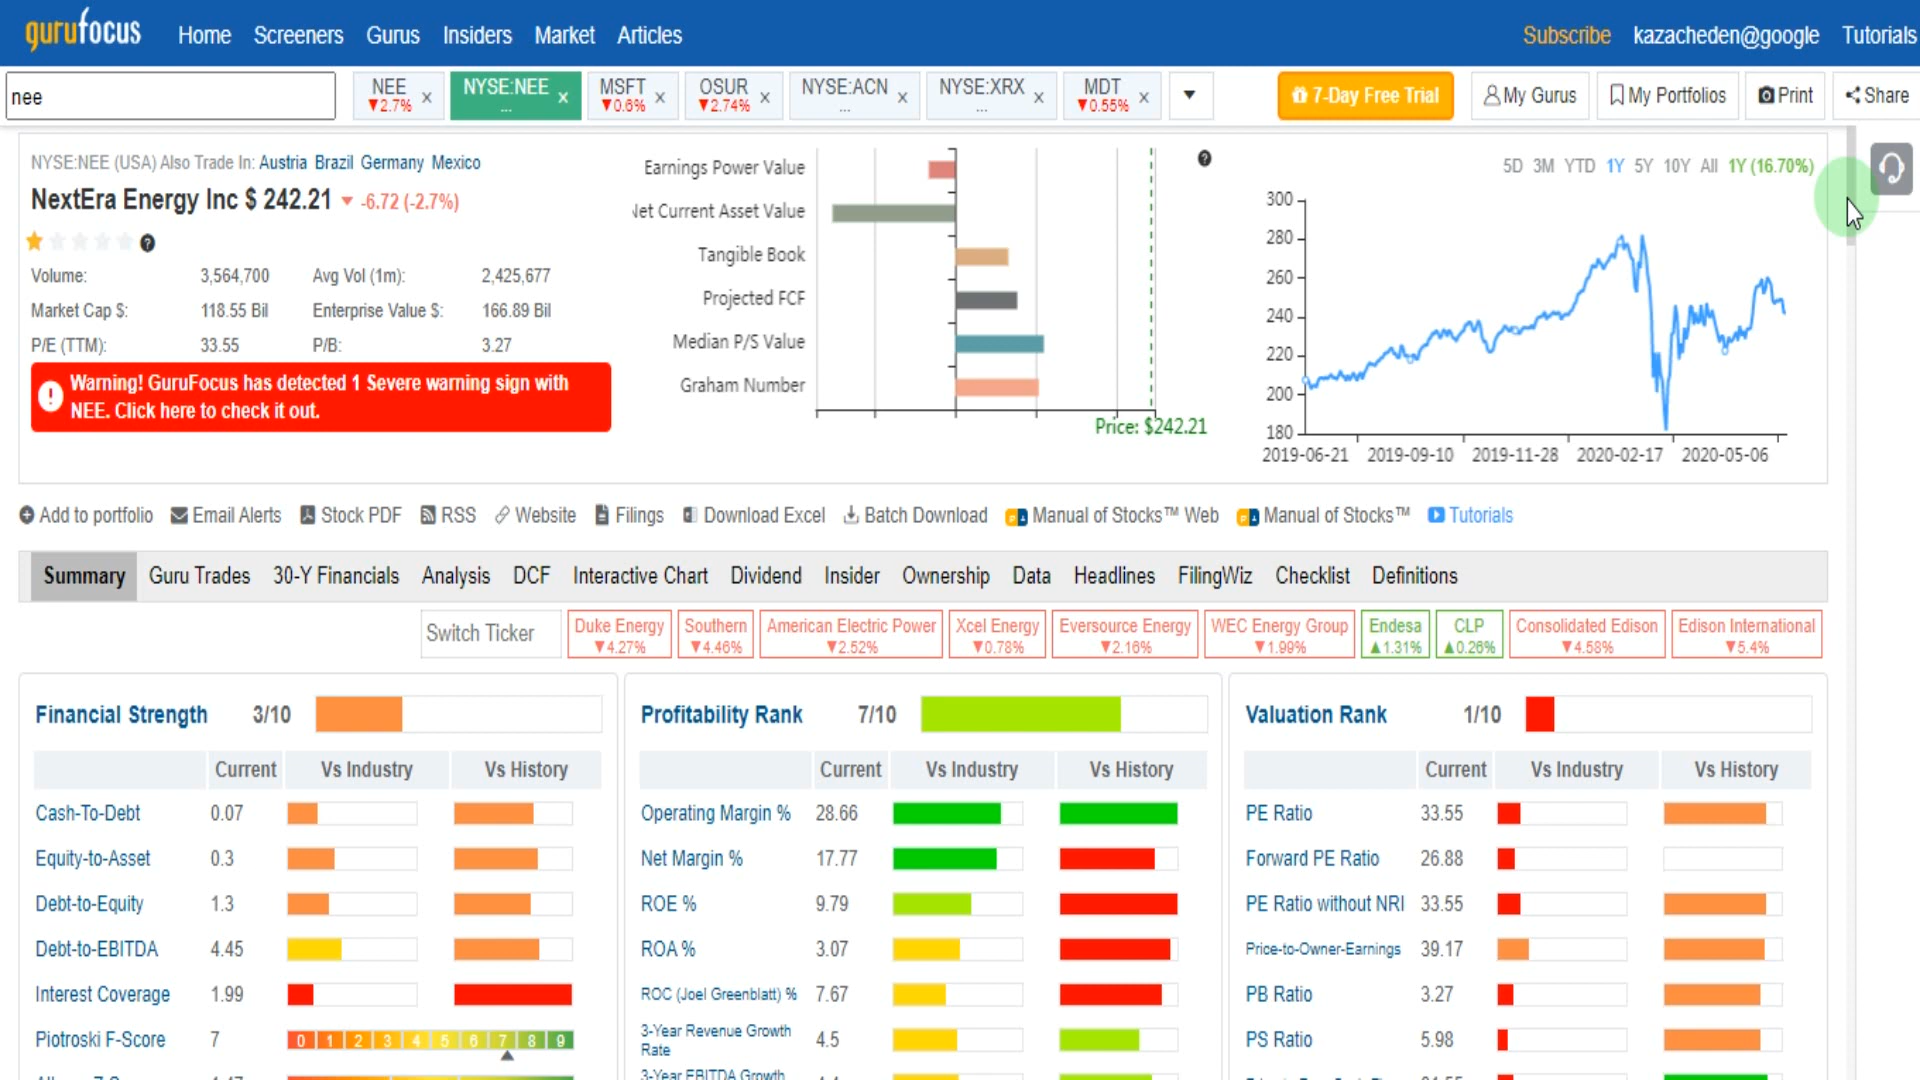 gurufocus Home Screeners Gurus Insiders Market Articles Subscribe kazacheden@google Tutorials
nee NEE ▼2.7% × NYSE:NEE ... × MSFT ▼0.6% × OSUR ▼2.74% × NYSE:ACN ... × NYSE:XRX ... × MDT ▼0.55% × ▼ 7-Day Free Trial My Gurus My Portfolios Print Share
NYSE:NEE (USA) Also Trade In: Austria Brazil Germany Mexico
NextEra Energy Inc $ 242.21 ▼ -6.72 (-2.7%)
Volume: 3,564,700 Avg Vol (1m): 2,425,677
Market Cap $: 118.55 Bil Enterprise Value $: 166.89 Bil
P/E (TTM): 33.55 P/B: 3.27
Warning! GuruFocus has detected 1 Severe warning sign with
NEE. Click here to check it out.
Earnings Power Value
Net Current Asset Value
Tangible Book
Projected FCF
Median P/S Value
Graham Number
Price: $242.21
5D 3M YTD 1Y 5Y 10Y All 1Y (16.70%)
300
280
260
240
220
200
180
2019-06-21 2019-09-10 2019-11-28 2020-02-17 2020-05-06
Add to portfolio Email Alerts Stock PDF RSS Website Filings Download Excel Batch Download Manual of Stocks™ Web Manual of Stocks™ Tutorials
Summary Guru Trades 30-Y Financials Analysis DCF Interactive Chart Dividend Insider Ownership Data Headlines FilingWiz Checklist Definitions
Switch Ticker
Duke Energy ▼4.27%
Southern ▼4.46%
American Electric Power ▼2.52%
Xcel Energy ▼0.78%
Eversource Energy ▼2.16%
WEC Energy Group ▼1.99%
Endesa ▲1.31%
CLP ▲0.26%
Consolidated Edison ▼4.58%
Edison International ▼5.4%
Financial Strength 3/10
Current Vs Industry Vs History
Cash-To-Debt 0.07
Equity-to-Asset 0.3
Debt-to-Equity 1.3
Debt-to-EBITDA 4.45
Interest Coverage 1.99
Piotroski F-Score 7 0 1 2 3 4 5 6 7 8 9
Profitability Rank 7/10
Current Vs Industry Vs History
Operating Margin % 28.66
Net Margin % 17.77
ROE % 9.79
ROA % 3.07
ROC (Joel Greenblatt) % 7.67
3-Year Revenue Growth
Rate 4.5
3-Year EBITDA Growth
Valuation Rank 1/10
Current Vs Industry Vs History
PE Ratio 33.55
Forward PE Ratio 26.88
PE Ratio without NRI 33.55
Price-to-Owner-Earnings 39.17
PB Ratio 3.27
PS Ratio 5.98